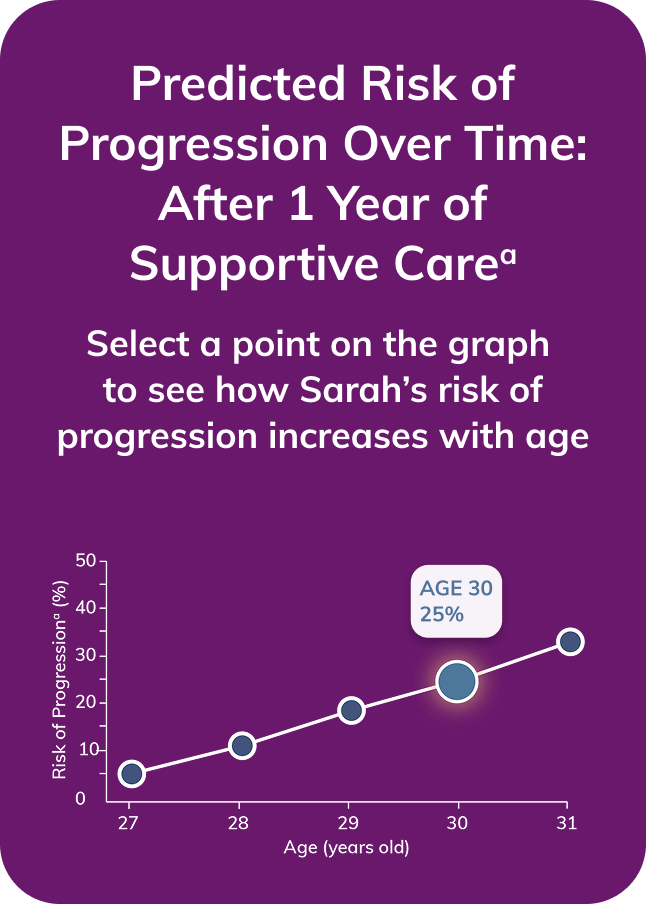 Predicted Risk of
Progression Over Time:
After 1 Year of
Supportive Careᵃ
Select a point on the graph
to see how Sarah’s risk of
progression increases with age
AGE 30
25%
Risk of Progressionᵃ (%)
50
40
30
20
10
0
27 28 29 30 31
Age (years old)